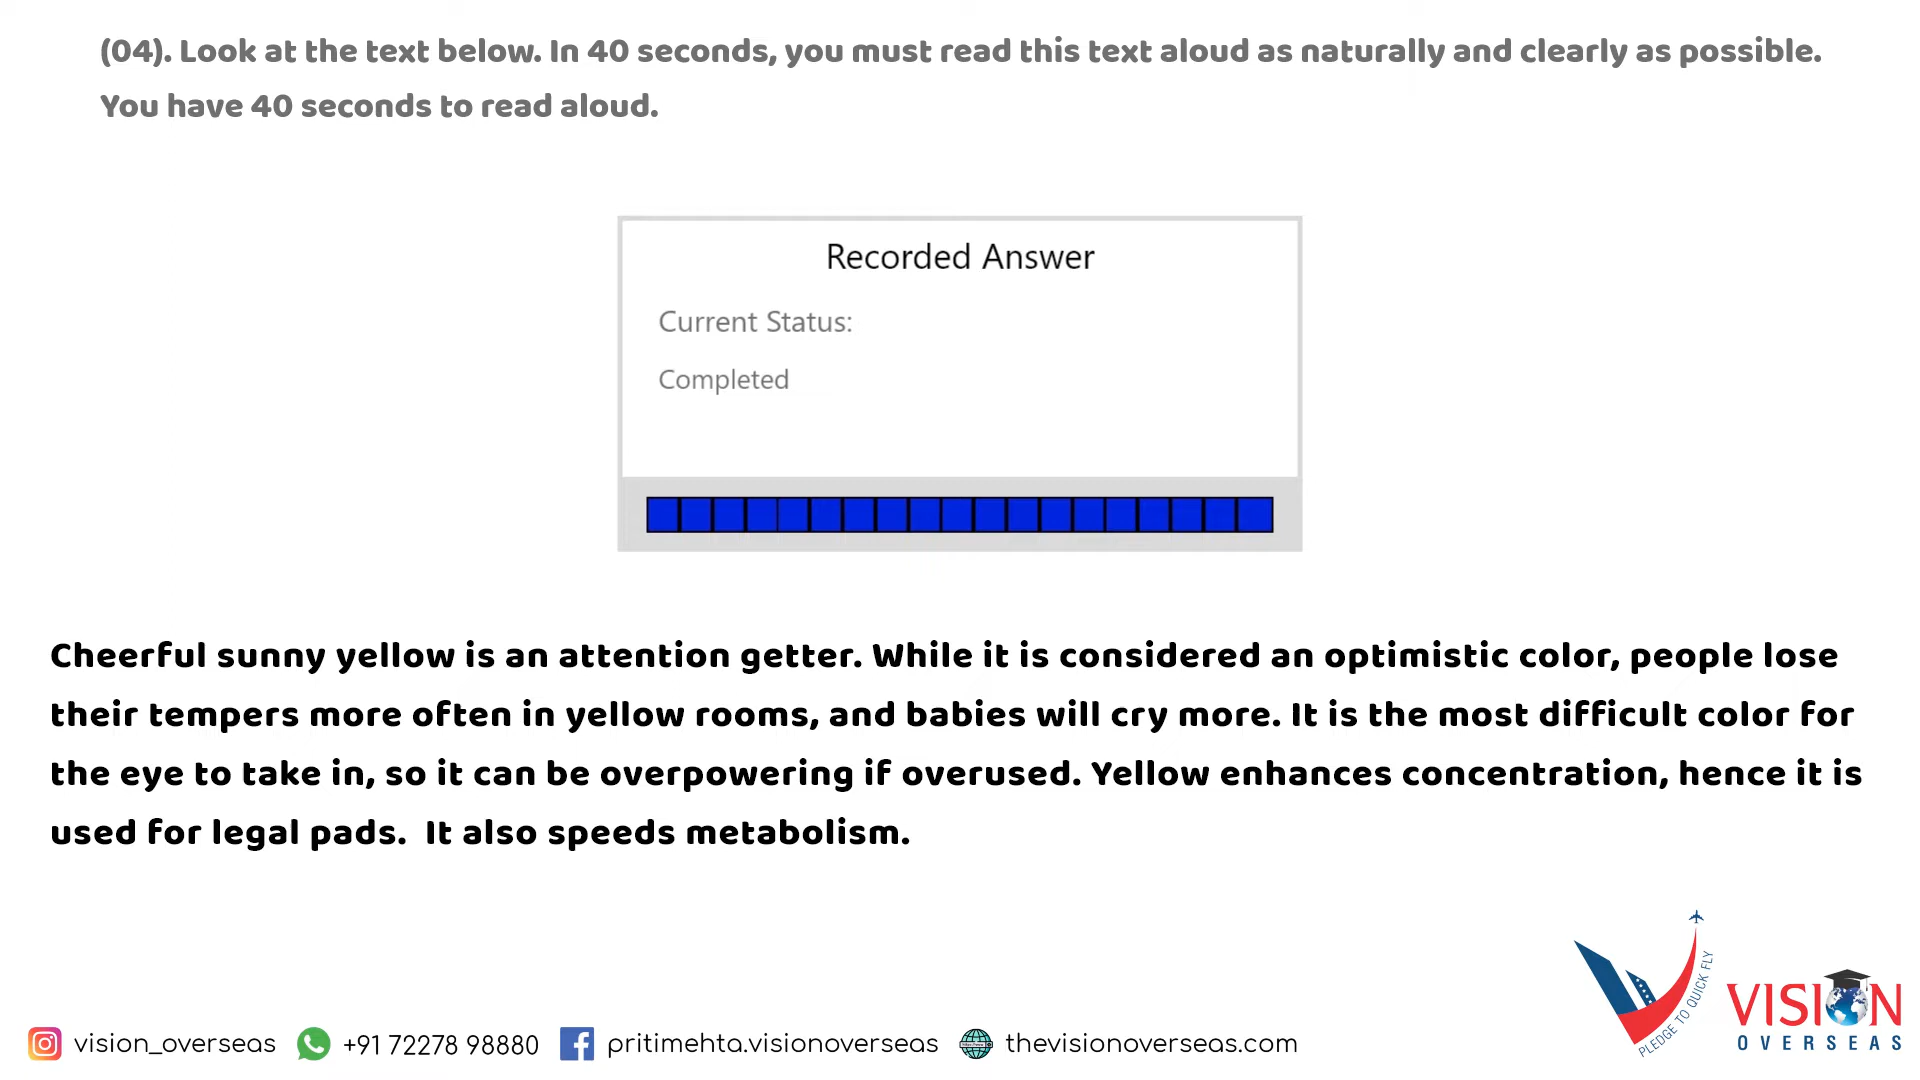 (04). Look at the text below. In 40 seconds, you must read this text aloud as naturally and clearly as possible.
You have 40 seconds to read aloud.
Recorded Answer
Current Status:
Completed
Cheerful sunny yellow is an attention getter. While it is considered an optimistic color, people lose
their tempers more often in yellow rooms, and babies will cry more. It is the most difficult color for
the eye to take in, so it can be overpowering if overused. Yellow enhances concentration, hence it is
used for legal pads.  It also speeds metabolism.
PLEDGE TO QUICK FLY
VISION
OVERSEAS
vision_overseas +91 72278 98880 pritimehta.visionoverseas thevisionoverseas.com